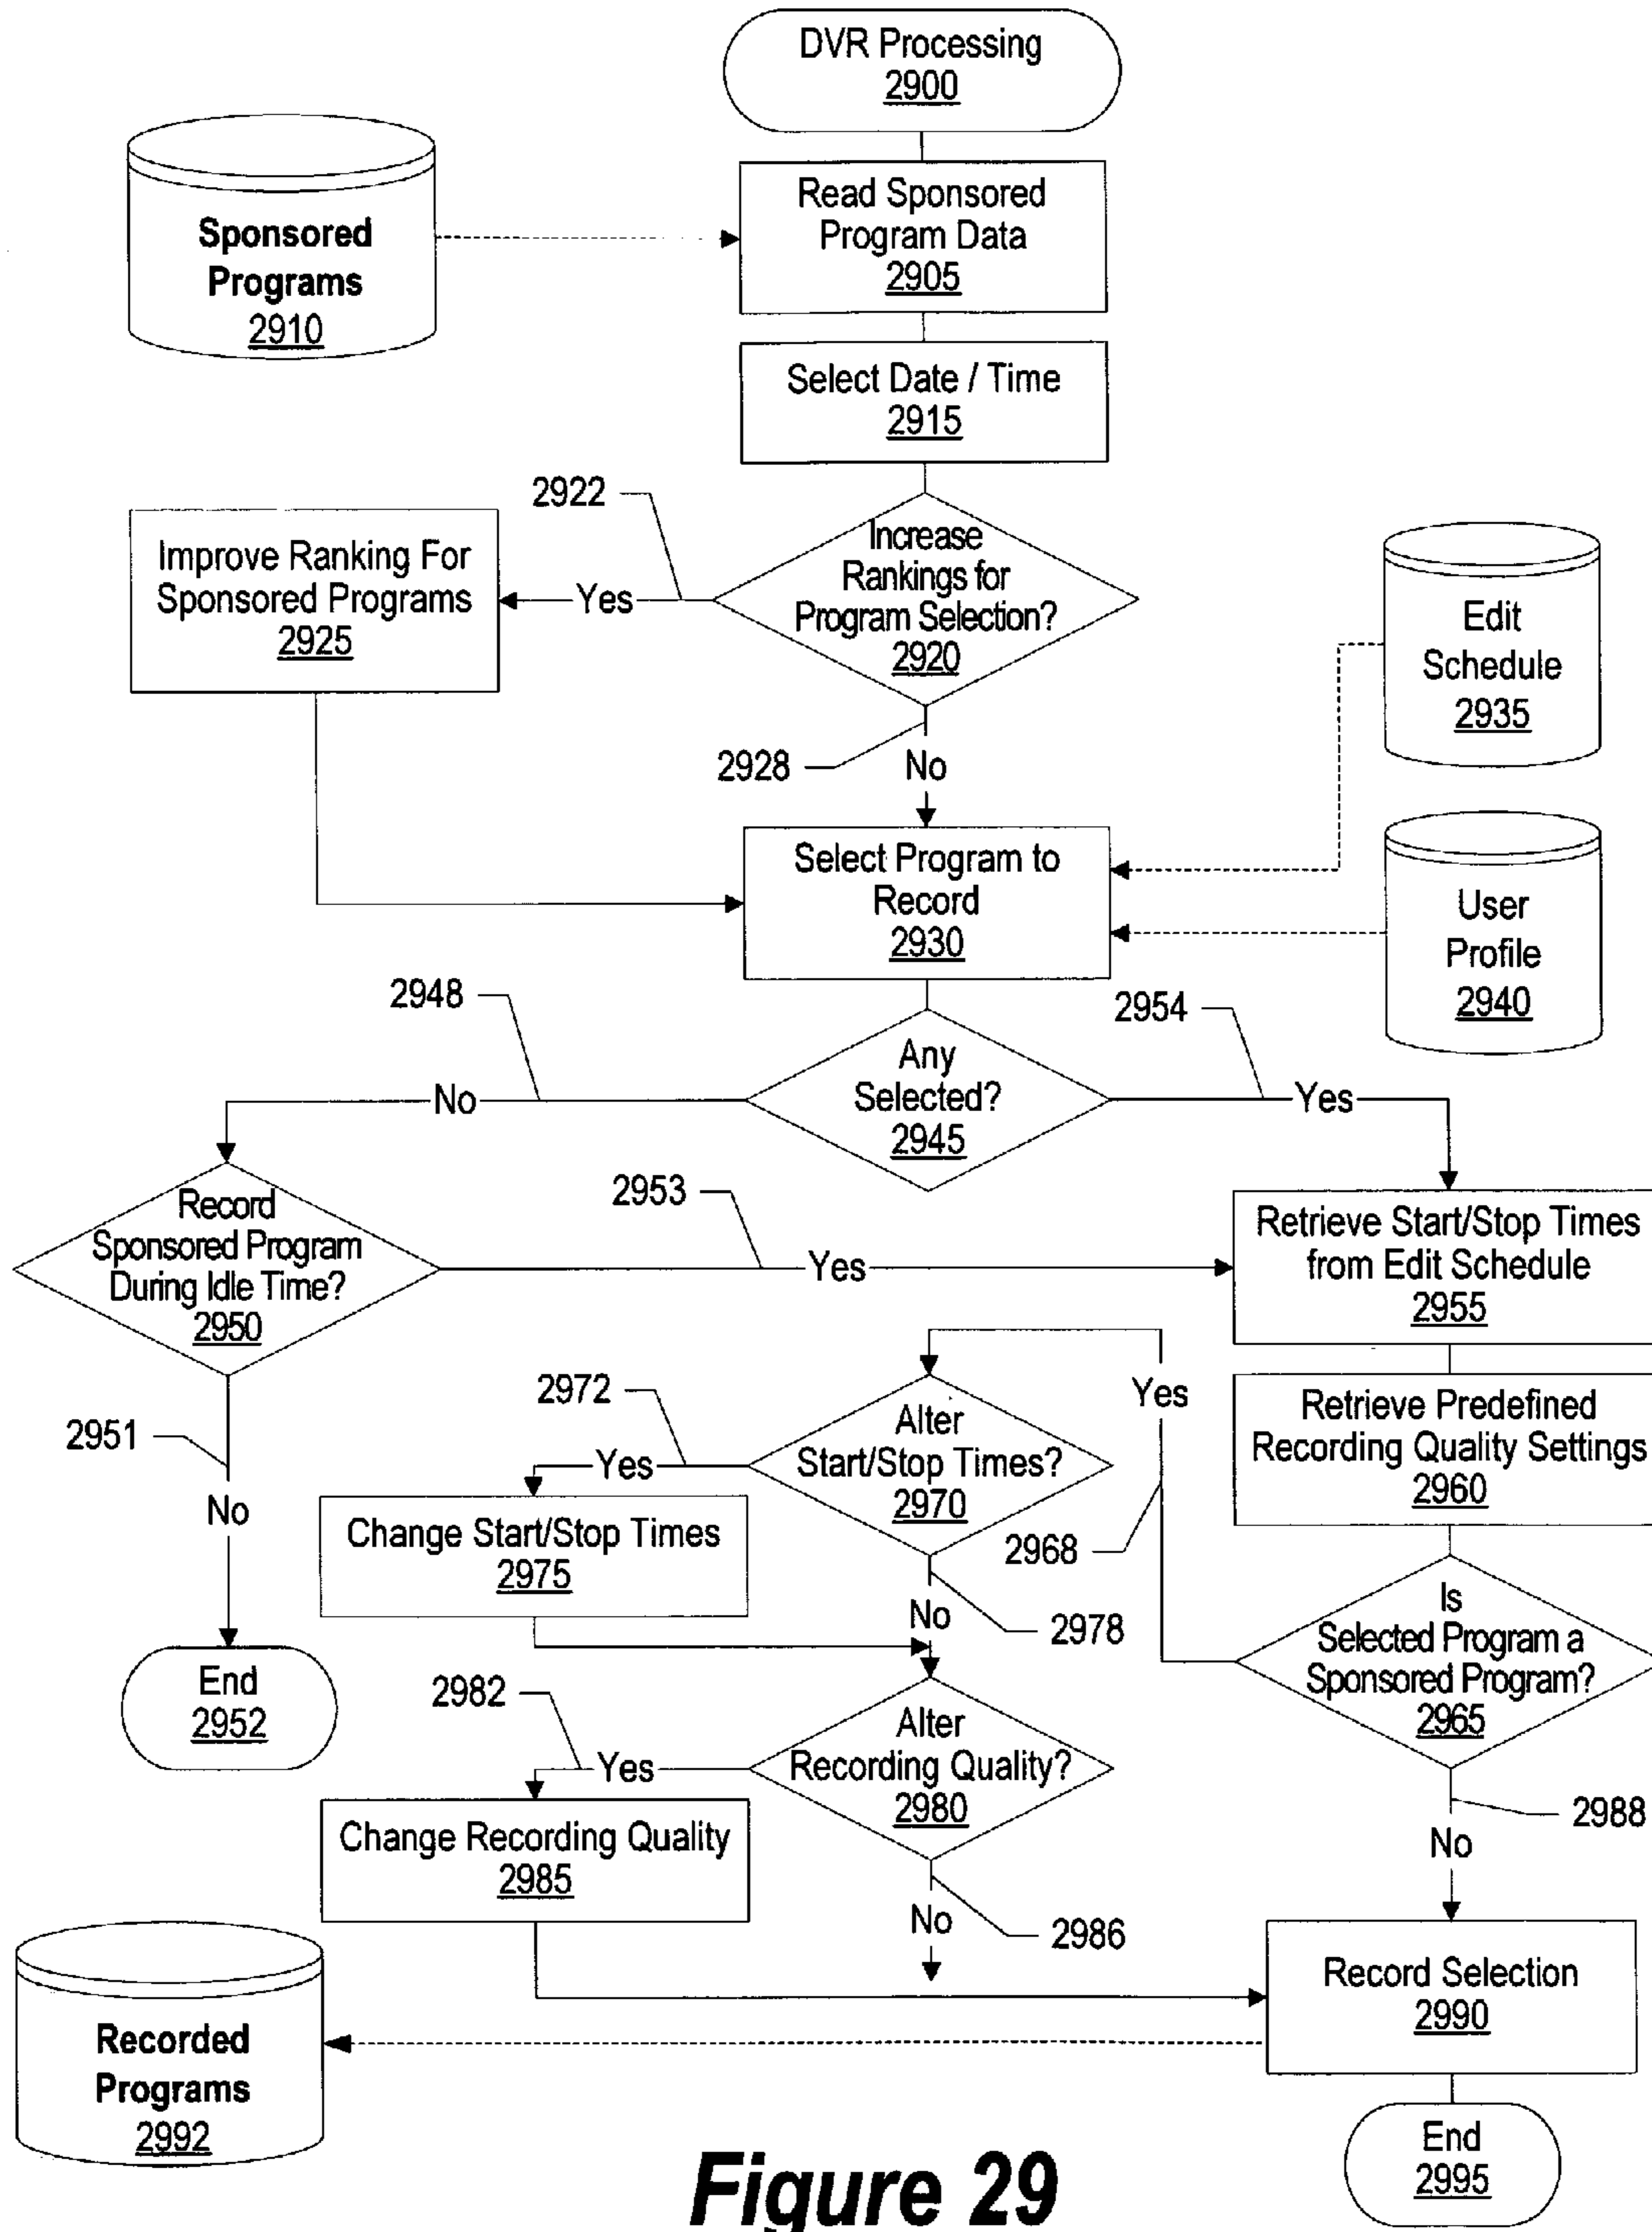 DVR Processing
2900
Sponsored
Programs
2910
Read Sponsored
Program Data
2905
Select Date / Time
2915
2922
Improve Ranking For
Sponsored Programs
2925
Yes
Increase
Rankings for
Program Selection?
2920
Edit
Schedule
2935
2928
No
Select Program to
Record
2930
User
Profile
2940
2948
2954
Any
Selected?
2945
No
Yes
2953
Record
Sponsored Program
During Idle Time?
2950
Yes
Retrieve Start/Stop Times
from Edit Schedule
2955
2951
No
2972
Yes
Alter
Start/Stop Times?
2970
Yes
2968
Retrieve Predefined
Recording Quality Settings
2960
Change Start/Stop Times
2975
No
2978
Is
Selected Program a
Sponsored Program?
2965
End
2952
2982
Yes
Alter
Recording Quality?
2980
2988
No
Change Recording Quality
2985
No
2986
Record Selection
2990
Recorded
Programs
2992
End
2995
Figure 29